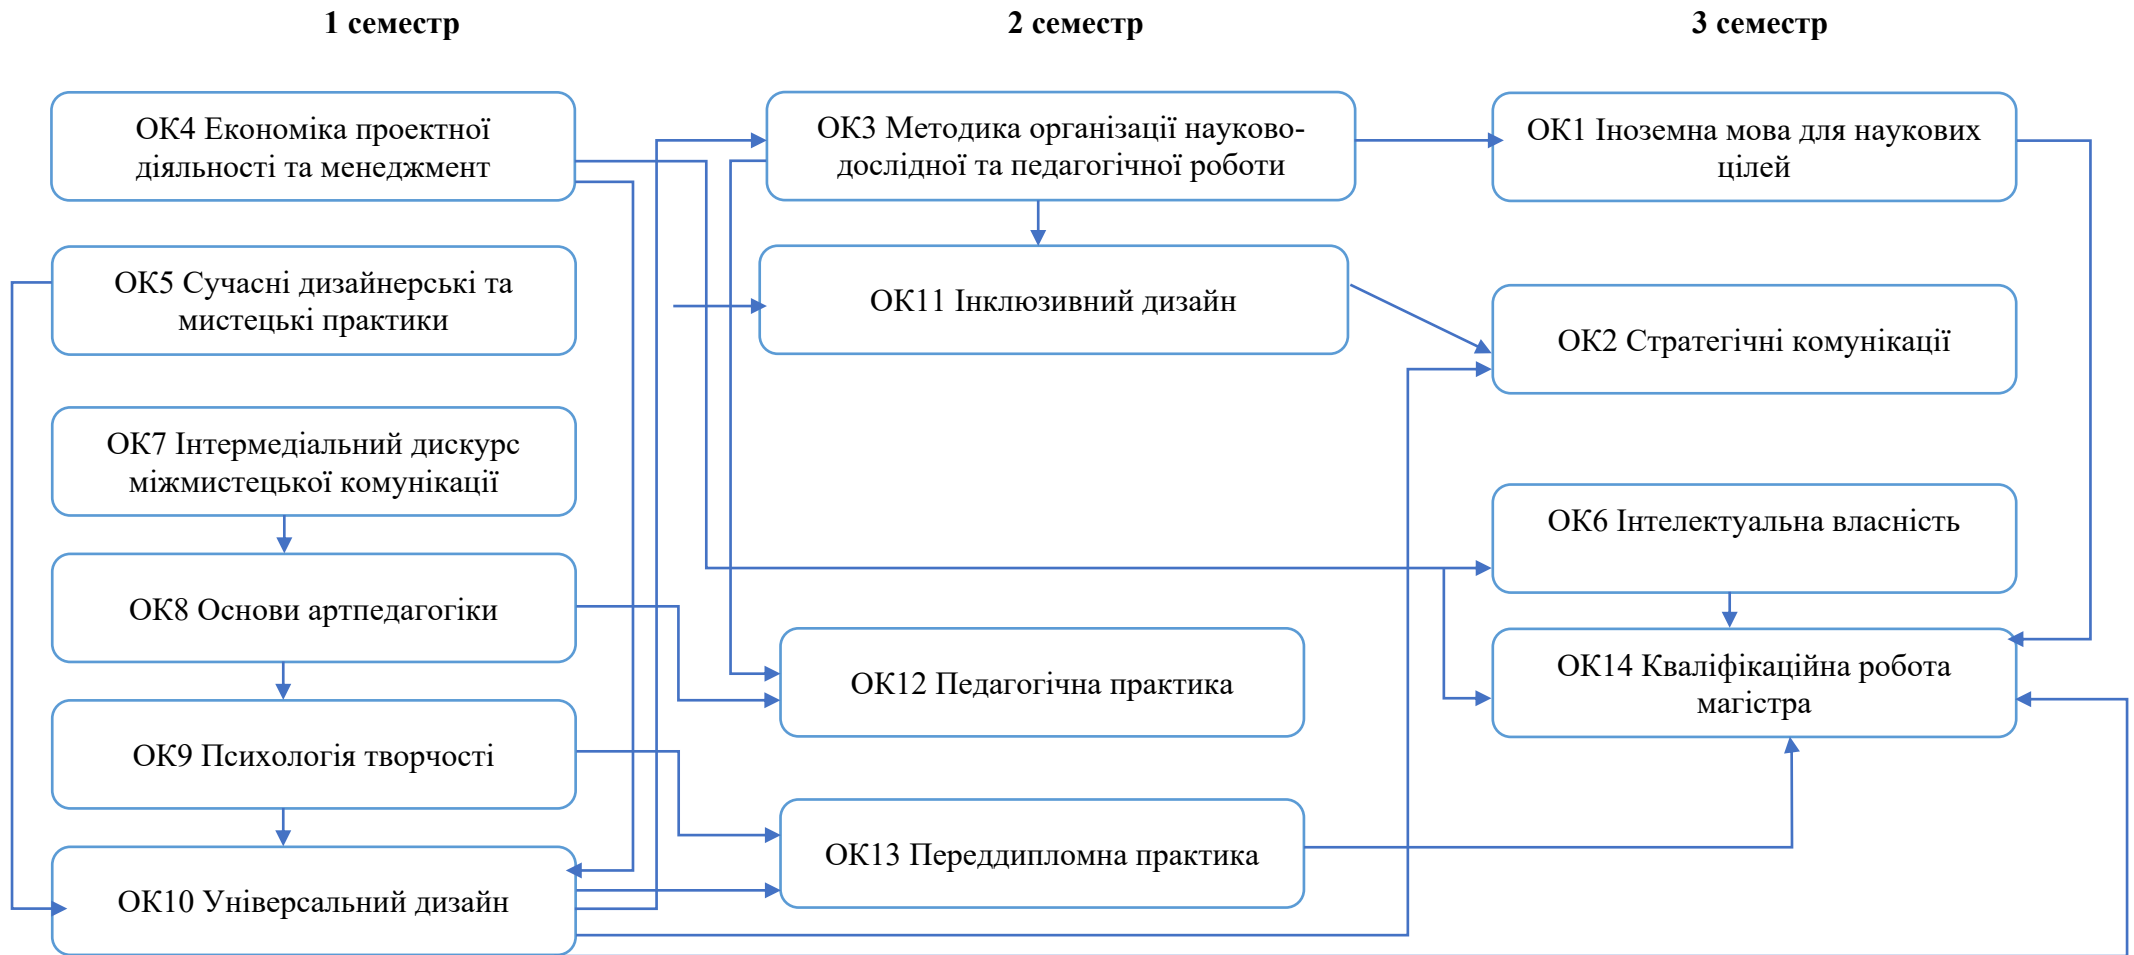 1 семестр
2 семестр
3 семестр
ОК4 Економіка проектної
діяльності та менеджмент
ОК5 Сучасні дизайнерські та
мистецькі практики
ОК7 Інтермедіальний дискурс
міжмистецької комунікації
ОК8 Основи артпедагогіки
ОК9 Психологія творчості
ОК10 Універсальний дизайн
ОК3 Методика організації науково-
дослідної та педагогічної роботи
ОК11 Інклюзивний дизайн
ОК12 Педагогічна практика
ОК13 Переддипломна практика
ОК1 Іноземна мова для наукових
цілей
ОК2 Стратегічні комунікації
ОК6 Інтелектуальна власність
ОК14 Кваліфікаційна робота
магістра